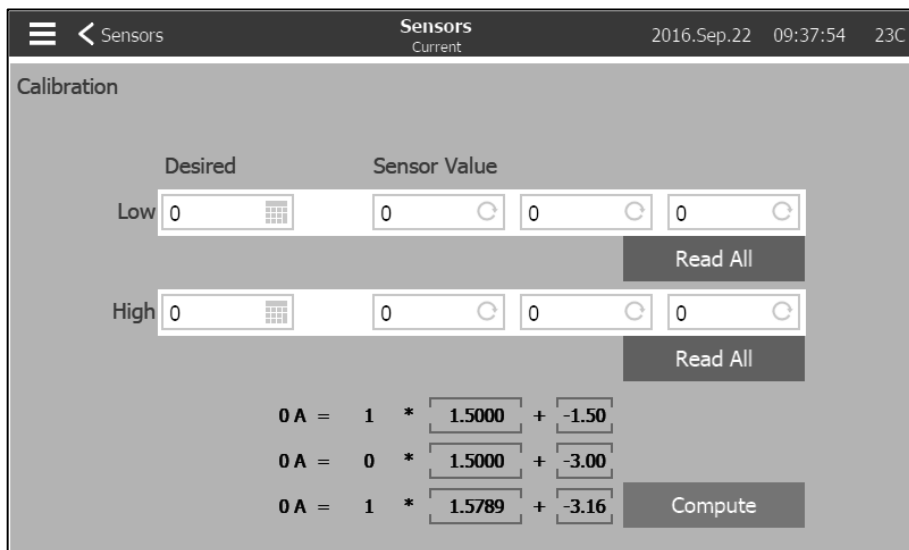 Sensors Sensors 2016.Sep.22 09:37:54 23C
Current
Calibration
Desired Sensor Value
Low 0 0 0 0
Read All
High 0 0 0 0
Read All
0 A = 1 * 1.5000 + -1.50
0 A = 0 * 1.5000 + -3.00
0 A = 1 * 1.5789 + -3.16 Compute